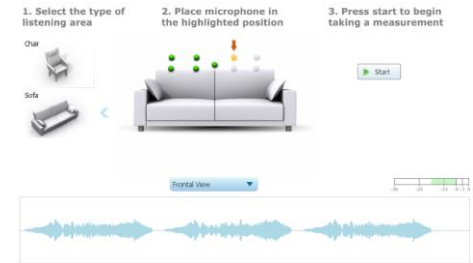 1. Select the type of
listening area
2. Place microphone in
the highlighted position
3. Press start to begin
taking a measurement
Chair
Start
Sofa
Frontal View